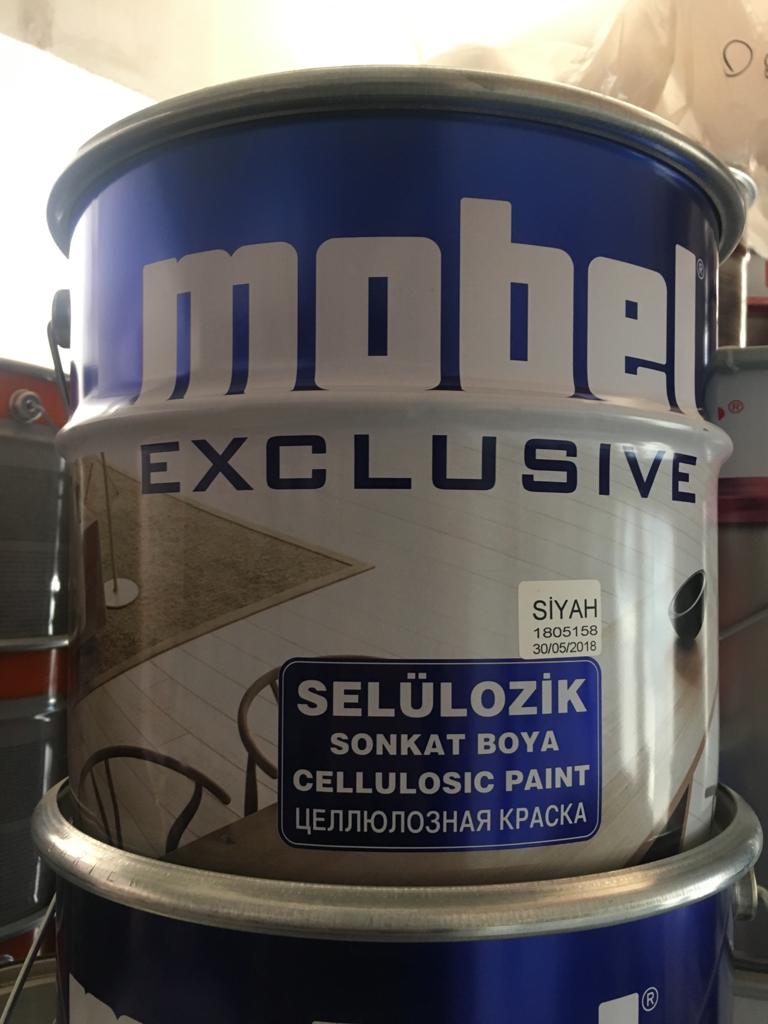 mobel®
EXCLUSIVE
SİYAH
1805158
30/05/2018
SELÜLOZİK
SONKAT BOYA
CELLULOSIC PAINT
ЦЕЛЛЮЛОЗНАЯ КРАСКА